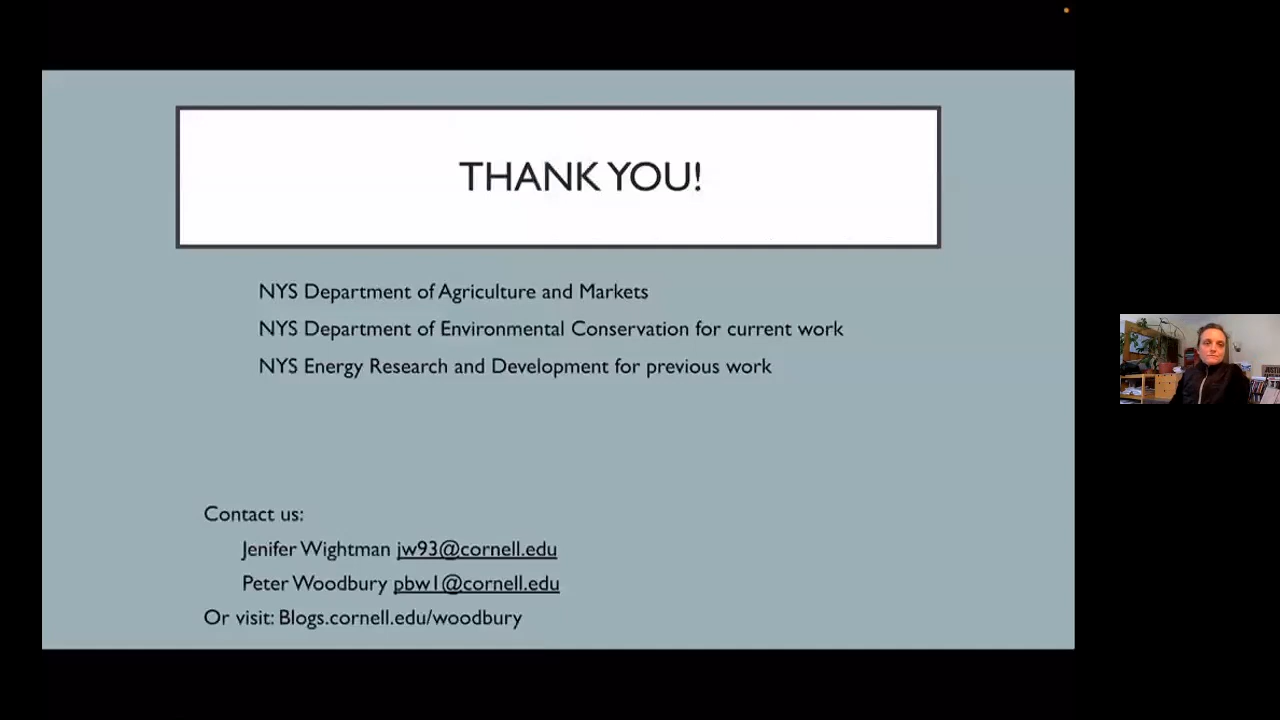 THANK YOU!
NYS Department of Agriculture and Markets
NYS Department of Environmental Conservation for current work
NYS Energy Research and Development for previous work
Contact us:
Jenifer Wightman jw93@cornell.edu
Peter Woodbury pbw1@cornell.edu
Or visit: Blogs.cornell.edu/woodbury